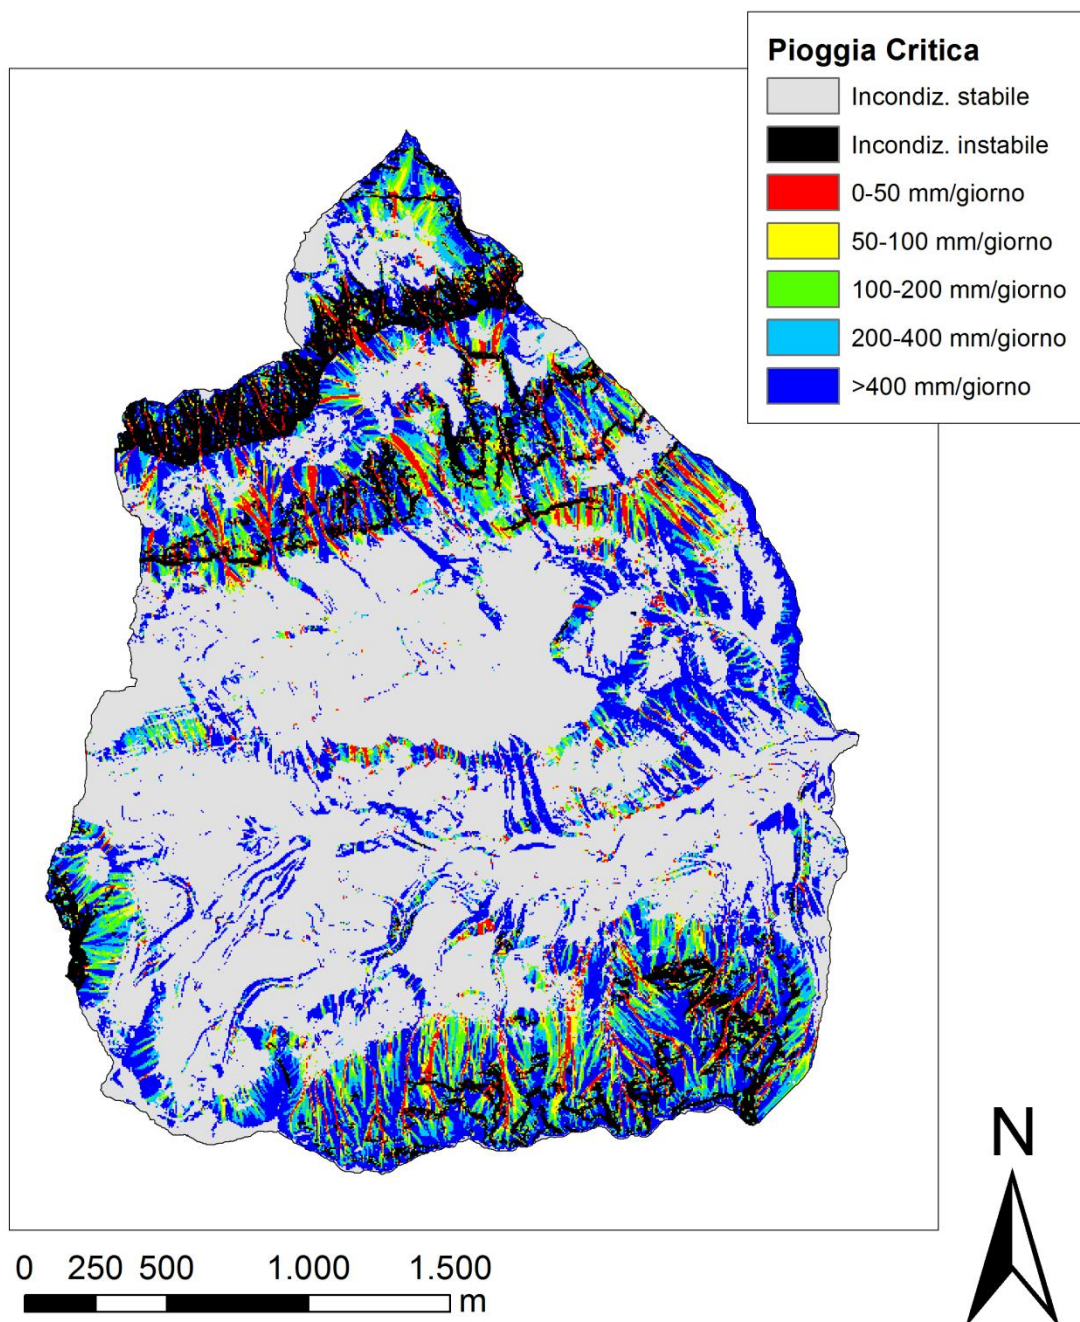 Pioggia Critica
Incondiz. stabile
Incondiz. instabile
0-50 mm/giorno
50-100 mm/giorno
100-200 mm/giorno
200-400 mm/giorno
>400 mm/giorno
N
0 250 500 1.000 1.500
m